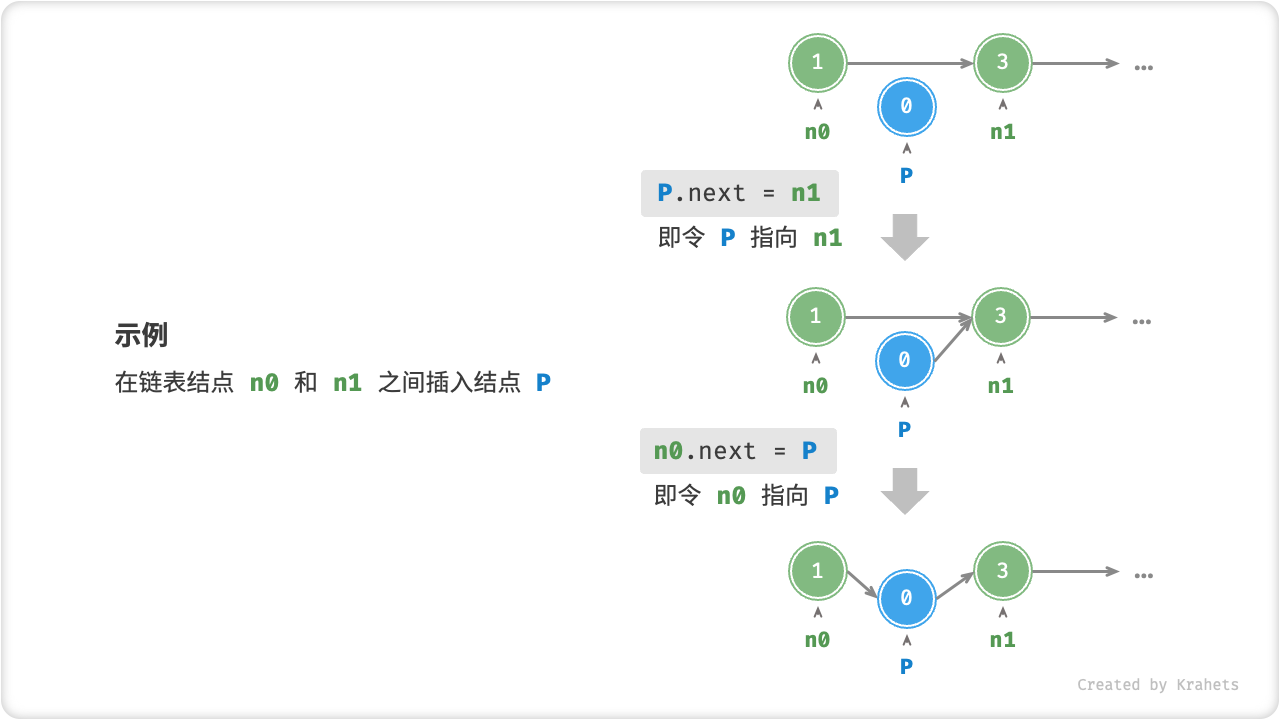 示例
在链表结点 n0 和 n1 之间插入结点 P
1 3 ...
0
n0 n1
P
P.next = n1
即令 P 指向 n1
1 3 ...
0
n0 n1
P
n0.next = P
即令 n0 指向 P
1 3 ...
0
n0 n1
P
Created by Krahets